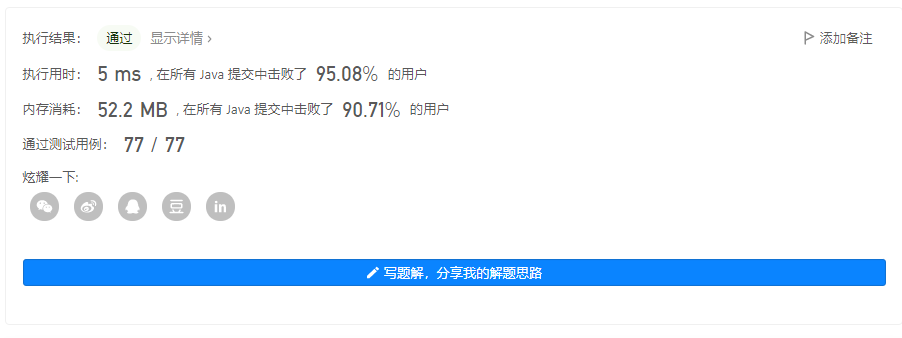 执行结果： 通过 显示详情 › 添加备注
执行用时： 5 ms , 在所有 Java 提交中击败了 95.08% 的用户
内存消耗： 52.2 MB , 在所有 Java 提交中击败了 90.71% 的用户
通过测试用例： 77 / 77
炫耀一下:
豆 in
写题解，分享我的解题思路